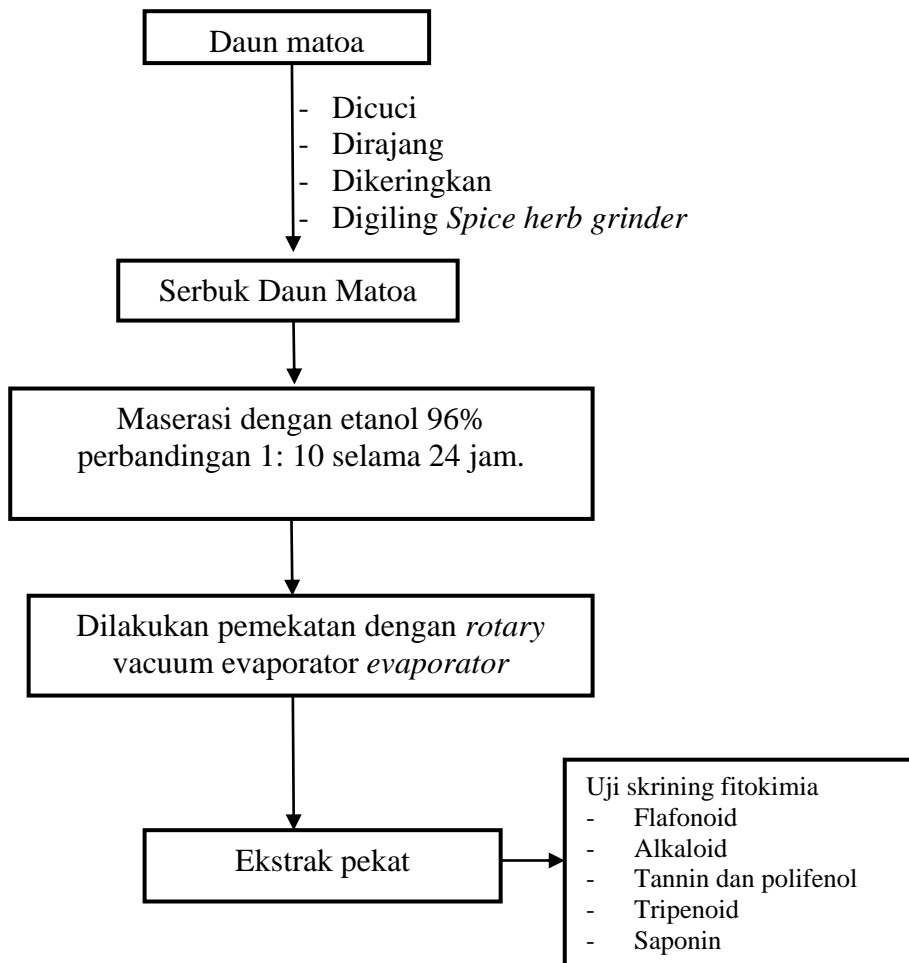 Daun matoa
- Dicuci
- Dirajang
- Dikeringkan
- Digiling Spice herb grinder
Serbuk Daun Matoa
Maserasi dengan etanol 96%
perbandingan 1: 10 selama 24 jam.
Dilakukan pemekatan dengan rotary
vacuum evaporator evaporator
Ekstrak pekat
Uji skrining fitokimia
- Flafonoid
- Alkaloid
- Tannin dan polifenol
- Tripenoid
- Saponin